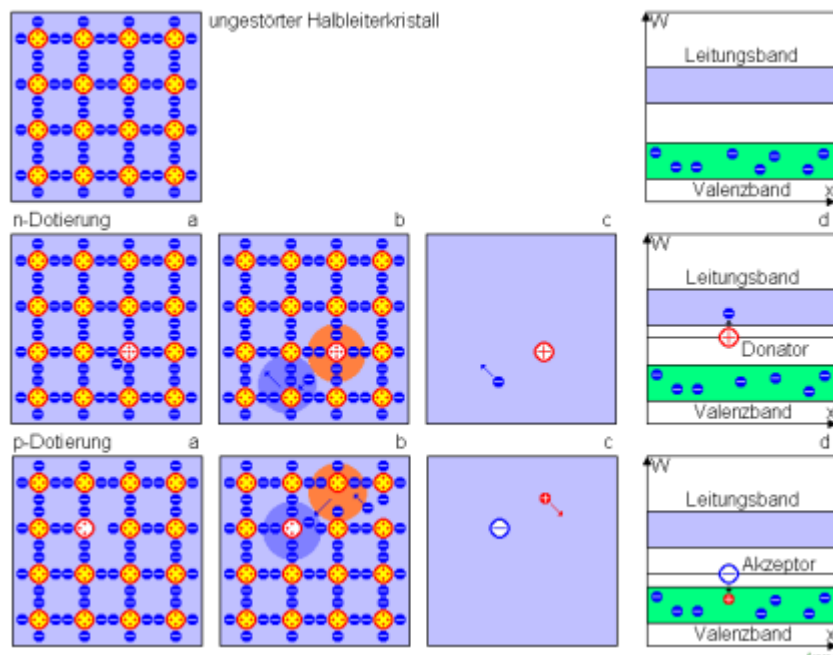 ungestörter Halbleiterkristall
W
Leitungsband
Valenzband x
n-Dotierung a b c d
W
Leitungsband
Donator
Valenzband x
p-Dotierung a b c d
W
Leitungsband
Akzeptor
Valenzband x